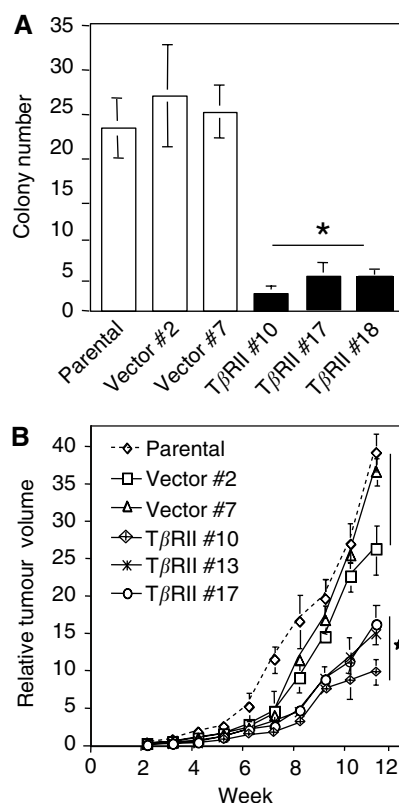 A
Colony number
35
30
25
20
15
10
5
0
*
Parental
Vector #2
Vector #7
TβRII #10
TβRII #17
TβRII #18
B
Relative tumour volume
40
35
30
25
20
15
10
5
0
Parental
Vector #2
Vector #7
TβRII #10
TβRII #13
TβRII #17
*
0 2 4 6 8 10 12
Week